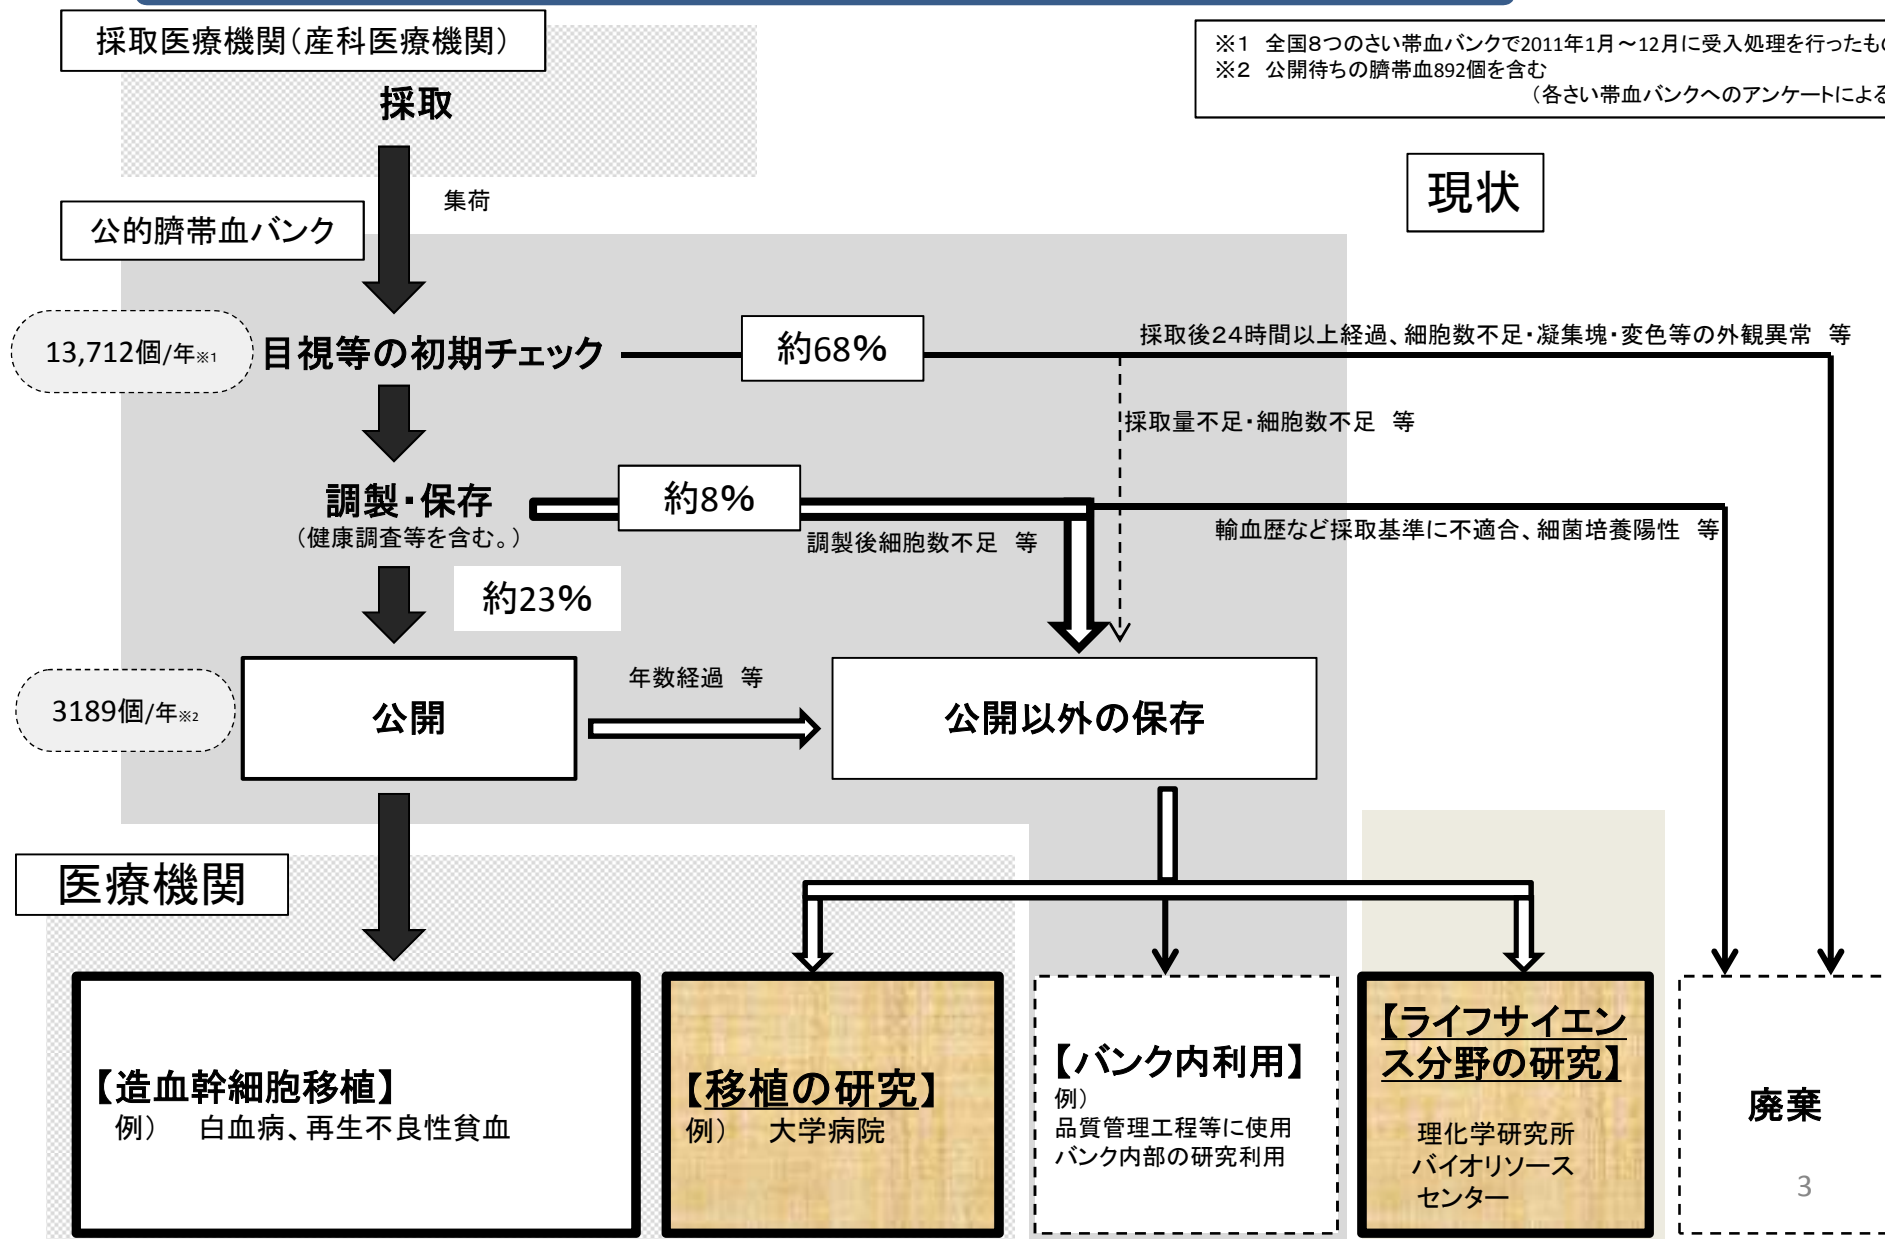 採取医療機関（産科医療機関）
採取
※1　全国8つのさい帯血バンクで2011年1月～12月に受入処理を行ったもの
※2　公開待ちの臍帯血892個を含む
（各さい帯血バンクへのアンケートによる
現状
集荷
公的臍帯血バンク
13,712個/年※1
目視等の初期チェック
約68%
採取後24時間以上経過、細胞数不足・凝集塊・変色等の外観異常　等
採取量不足・細胞数不足　等
調製・保存
（健康調査等を含む。）
約8%
調製後細胞数不足　等
輸血歴など採取基準に不適合、細菌培養陽性　等
約23%
3189個/年※2
公開
年数経過　等
公開以外の保存
医療機関
【造血幹細胞移植】
例）　白血病、再生不良性貧血
【移植の研究】
例）　大学病院
【バンク内利用】
例）
品質管理工程等に使用
バンク内部の研究利用
【ライフサイエン
ス分野の研究】
理化学研究所
バイオリソース
センター
廃棄
3